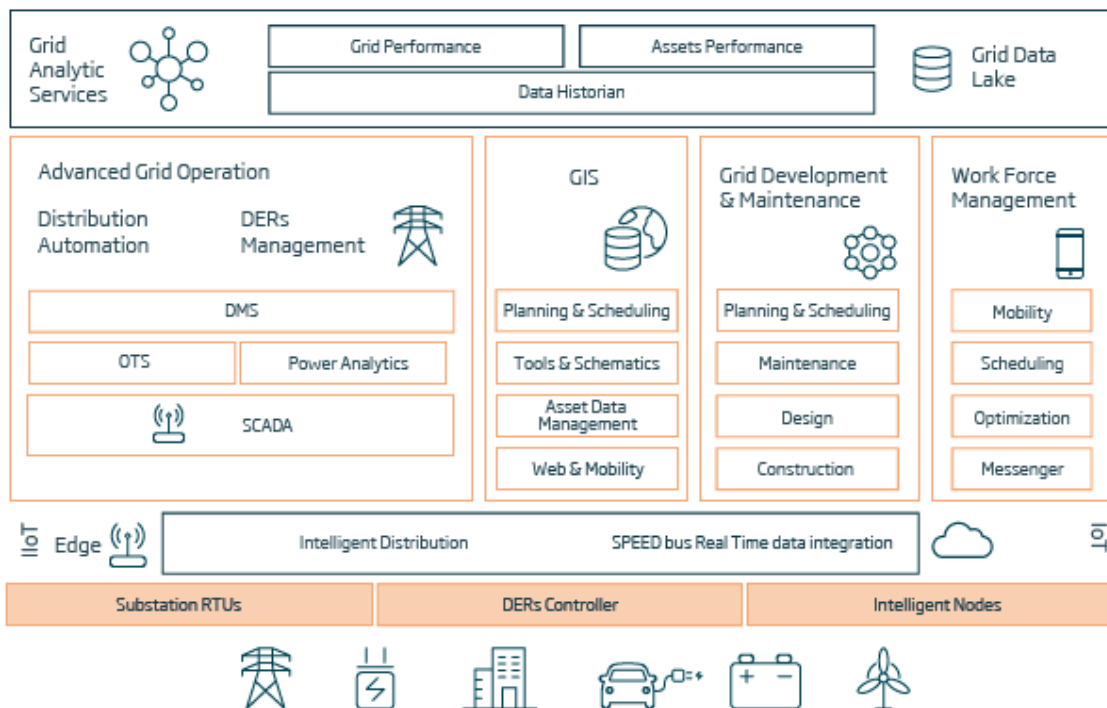 Grid
Analytic
Services
Grid Performance
Assets Performance
Data Historian
Grid Data
Lake
Advanced Grid Operation
Distribution
Automation
DERs
Management
DMS
OTS
Power Analytics
SCADA
GIS
Planning & Scheduling
Tools & Schematics
Asset Data
Management
Web & Mobility
Grid Development
& Maintenance
Planning & Scheduling
Maintenance
Design
Construction
Work Force
Management
Mobility
Scheduling
Optimization
Messenger
IIoT
Edge
Intelligent Distribution
SPEED bus Real Time data integration
IoT
Substation RTUs
DERs Controller
Intelligent Nodes